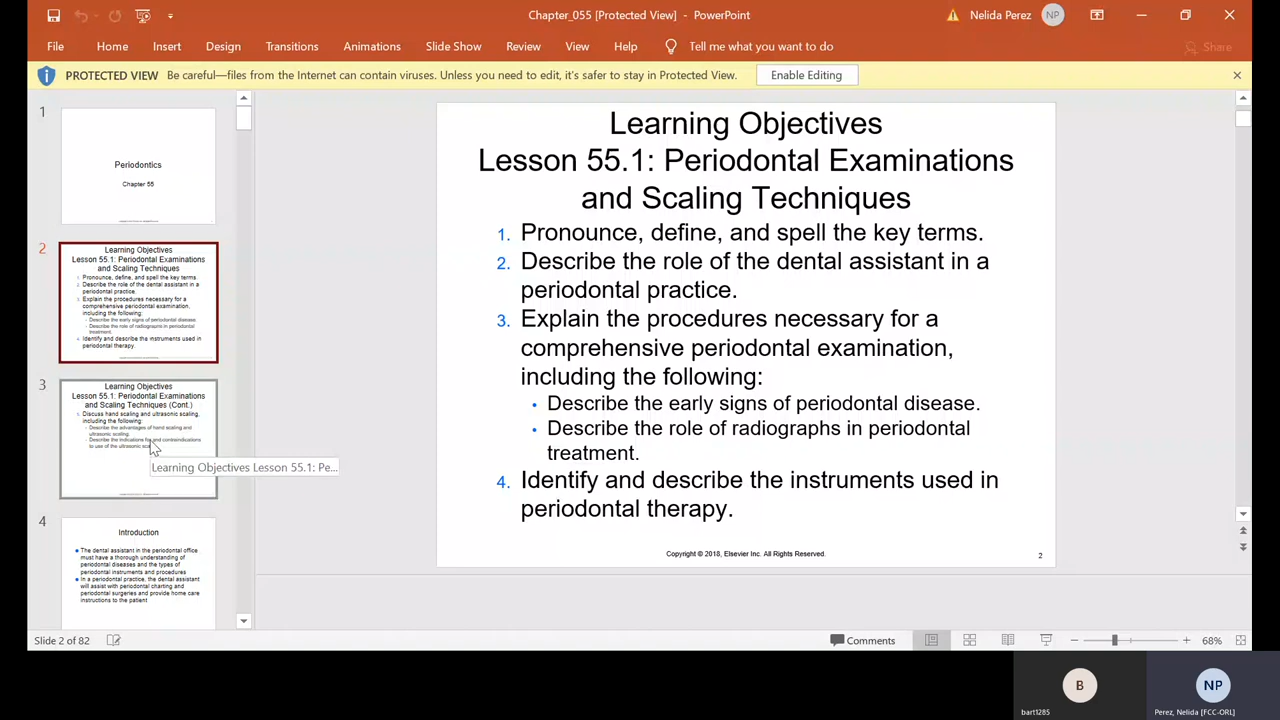 Chapter_055 [Protected View] - PowerPoint
Nelida Perez
NP
File Home Insert Design Transitions Animations Slide Show Review View Help Tell me what you want to do Share
PROTECTED VIEW Be careful—files from the Internet can contain viruses. Unless you need to edit, it's safer to stay in Protected View. Enable Editing
1
Periodontics
Chapter 55
2
Learning Objectives
Lesson 55.1: Periodontal Examinations
and Scaling Techniques
Pronounce, define, and spell the key terms.
Describe the role of the dental assistant in a
periodontal practice.
Explain the procedures necessary for a
comprehensive periodontal examination,
including the following:
Describe the early signs of periodontal disease.
Describe the role of radiographs in periodontal
treatment.
Identify and describe the instruments used in
periodontal therapy.
3
Learning Objectives
Lesson 55.1: Periodontal Examinations
and Scaling Techniques (Cont.)
Discuss hand scaling and ultrasonic scaling,
including the following:
Describe the advantages of hand scaling and
ultrasonic scaling.
Describe the indications for and contraindications
to use of the ultrasonic
Learning Objectives Lesson 55.1: Pe...
4
Introduction
The dental assistant in the periodontal office
must have a thorough understanding of
periodontal diseases and the types of
periodontal instruments and procedures
In a periodontal practice, the dental assistant
will assist with periodontal charting and
periodontal surgeries and provide home care
instructions to the patient
Learning Objectives
Lesson 55.1: Periodontal Examinations
and Scaling Techniques
1. Pronounce, define, and spell the key terms.
2. Describe the role of the dental assistant in a
periodontal practice.
3. Explain the procedures necessary for a
comprehensive periodontal examination,
including the following:
• Describe the early signs of periodontal disease.
• Describe the role of radiographs in periodontal
treatment.
4. Identify and describe the instruments used in
periodontal therapy.
Copyright © 2018, Elsevier Inc. All Rights Reserved.
2
Slide 2 of 82
Comments
68%
B
bart1285
NP
Perez, Nelida [FCC-ORL]